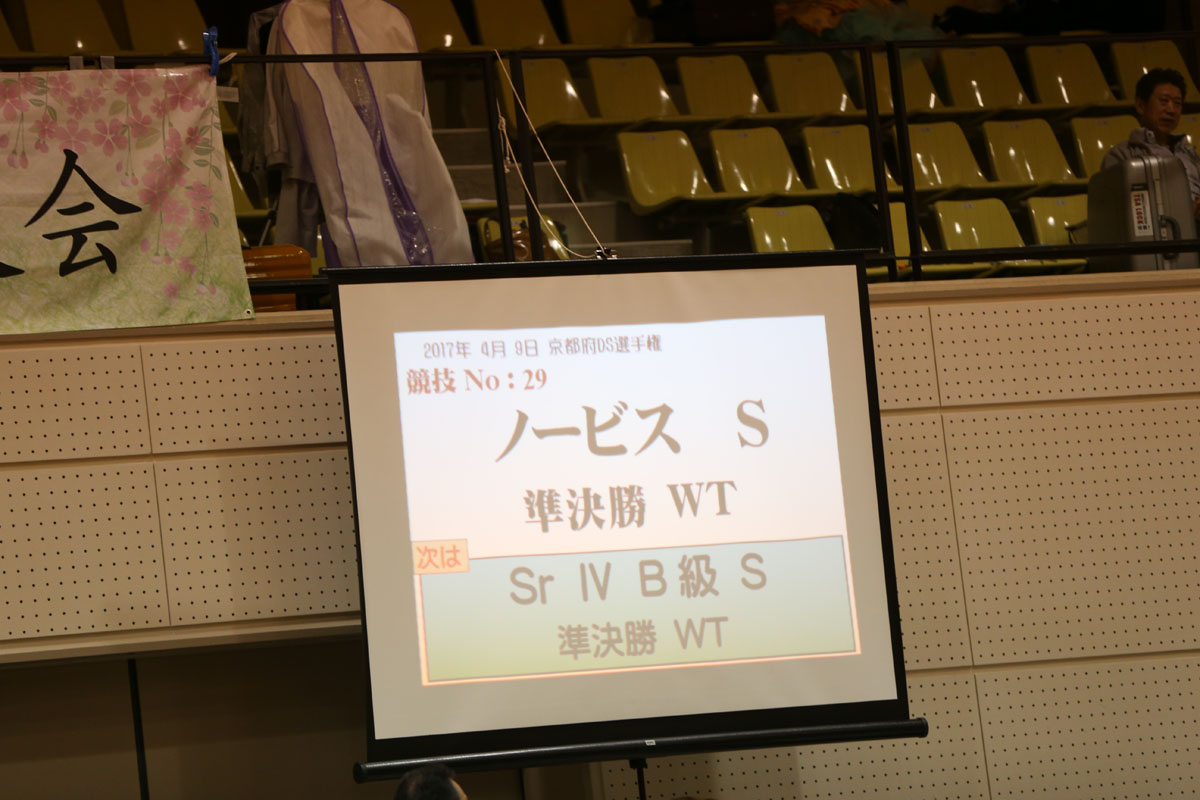 会
2017年 4月 9日 京都府DS選手権
競技 No：29
ノービス S
準決勝 WT
次は
Sr Ⅳ B級 S
準決勝 WT